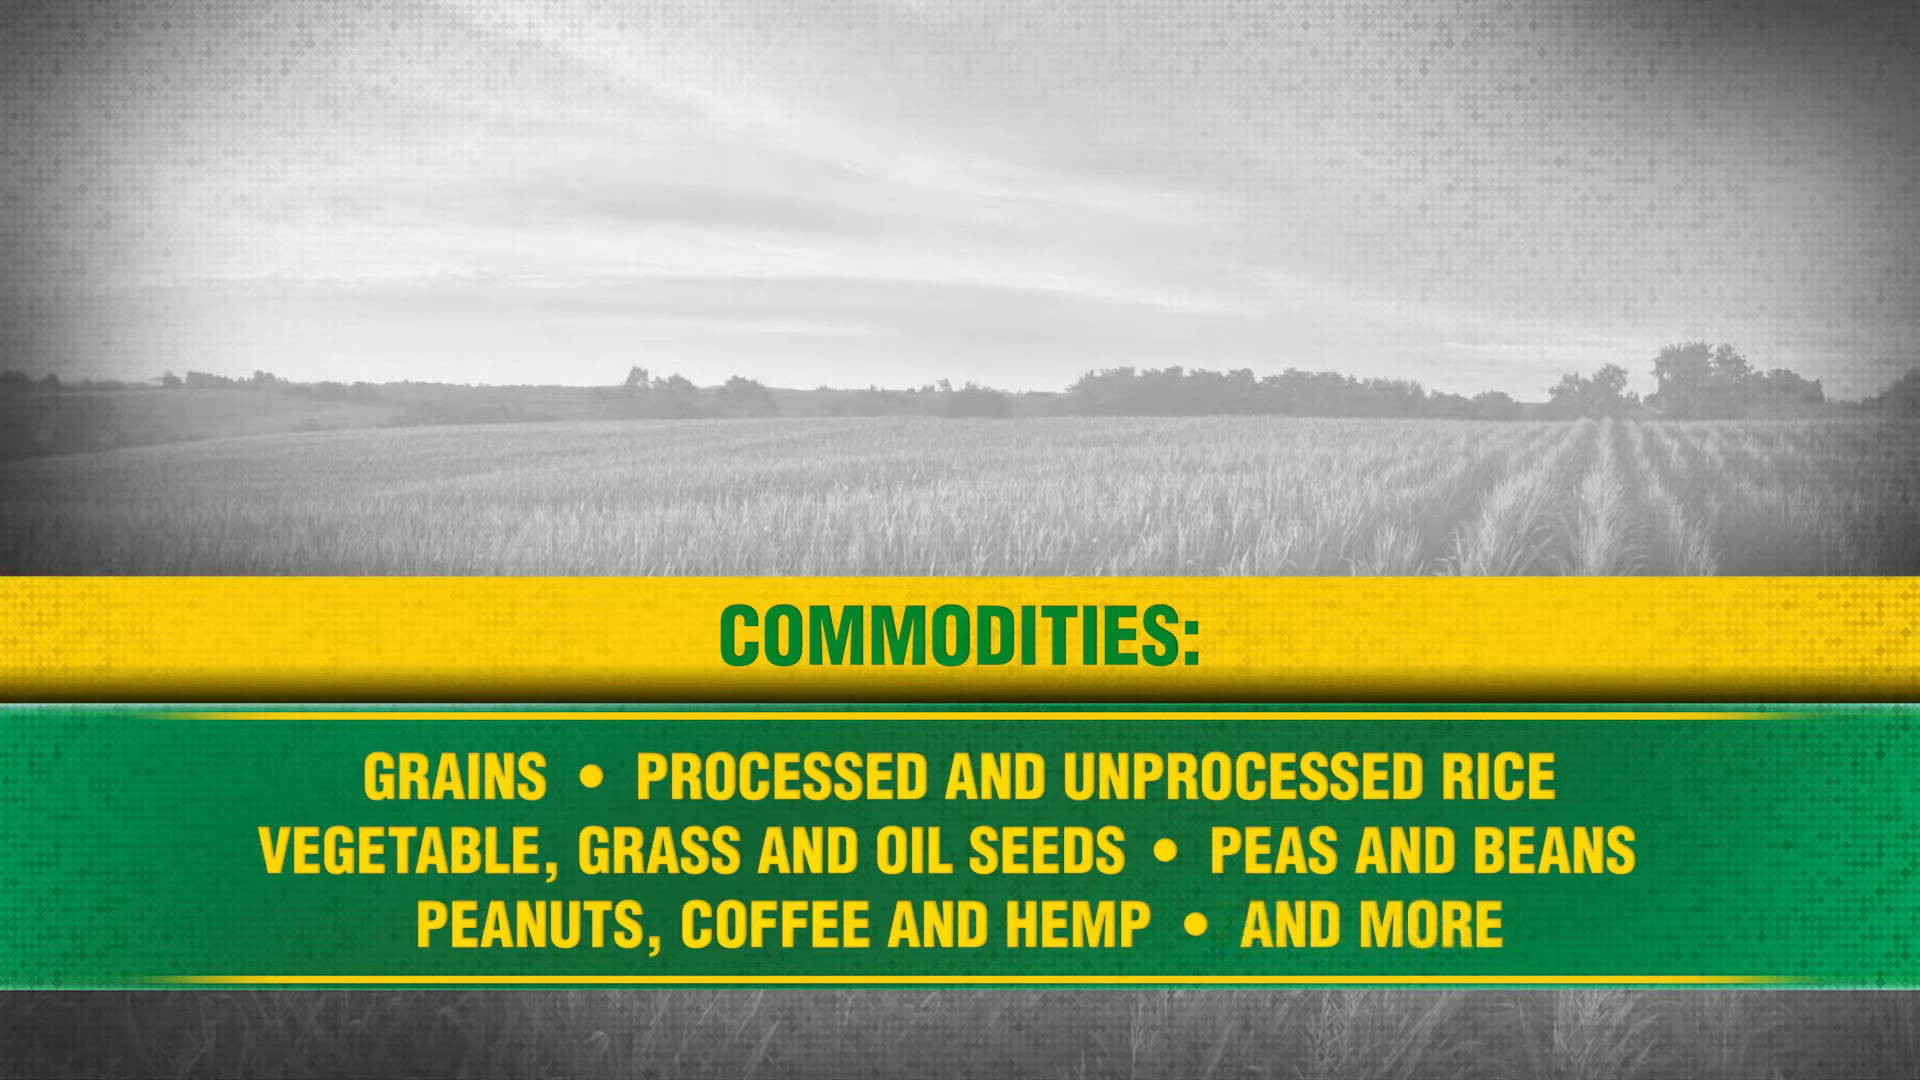 COMMODITIES:
GRAINS • PROCESSED AND UNPROCESSED RICE
VEGETABLE, GRASS AND OIL SEEDS • PEAS AND BEANS
PEANUTS, COFFEE AND HEMP • AND MORE